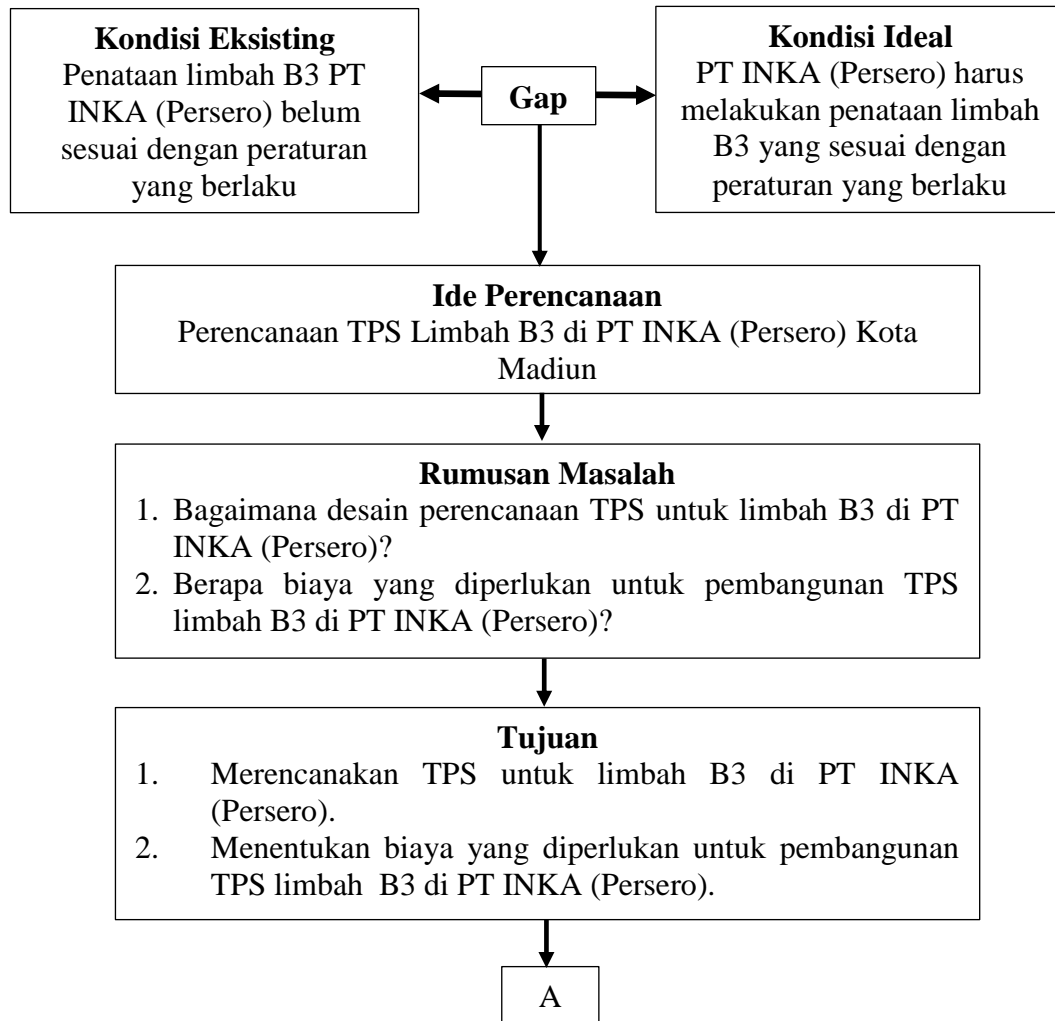 Kondisi Eksisting
Penataan limbah B3 PT
INKA (Persero) belum
sesuai dengan peraturan
yang berlaku
Gap
Kondisi Ideal
PT INKA (Persero) harus
melakukan penataan limbah
B3 yang sesuai dengan
peraturan yang berlaku
Ide Perencanaan
Perencanaan TPS Limbah B3 di PT INKA (Persero) Kota
Madiun
Rumusan Masalah
1. Bagaimana desain perencanaan TPS untuk limbah B3 di PT
INKA (Persero)?
2. Berapa biaya yang diperlukan untuk pembangunan TPS
limbah B3 di PT INKA (Persero)?
Tujuan
1. Merencanakan TPS untuk limbah B3 di PT INKA
(Persero).
2. Menentukan biaya yang diperlukan untuk pembangunan
TPS limbah B3 di PT INKA (Persero).
A